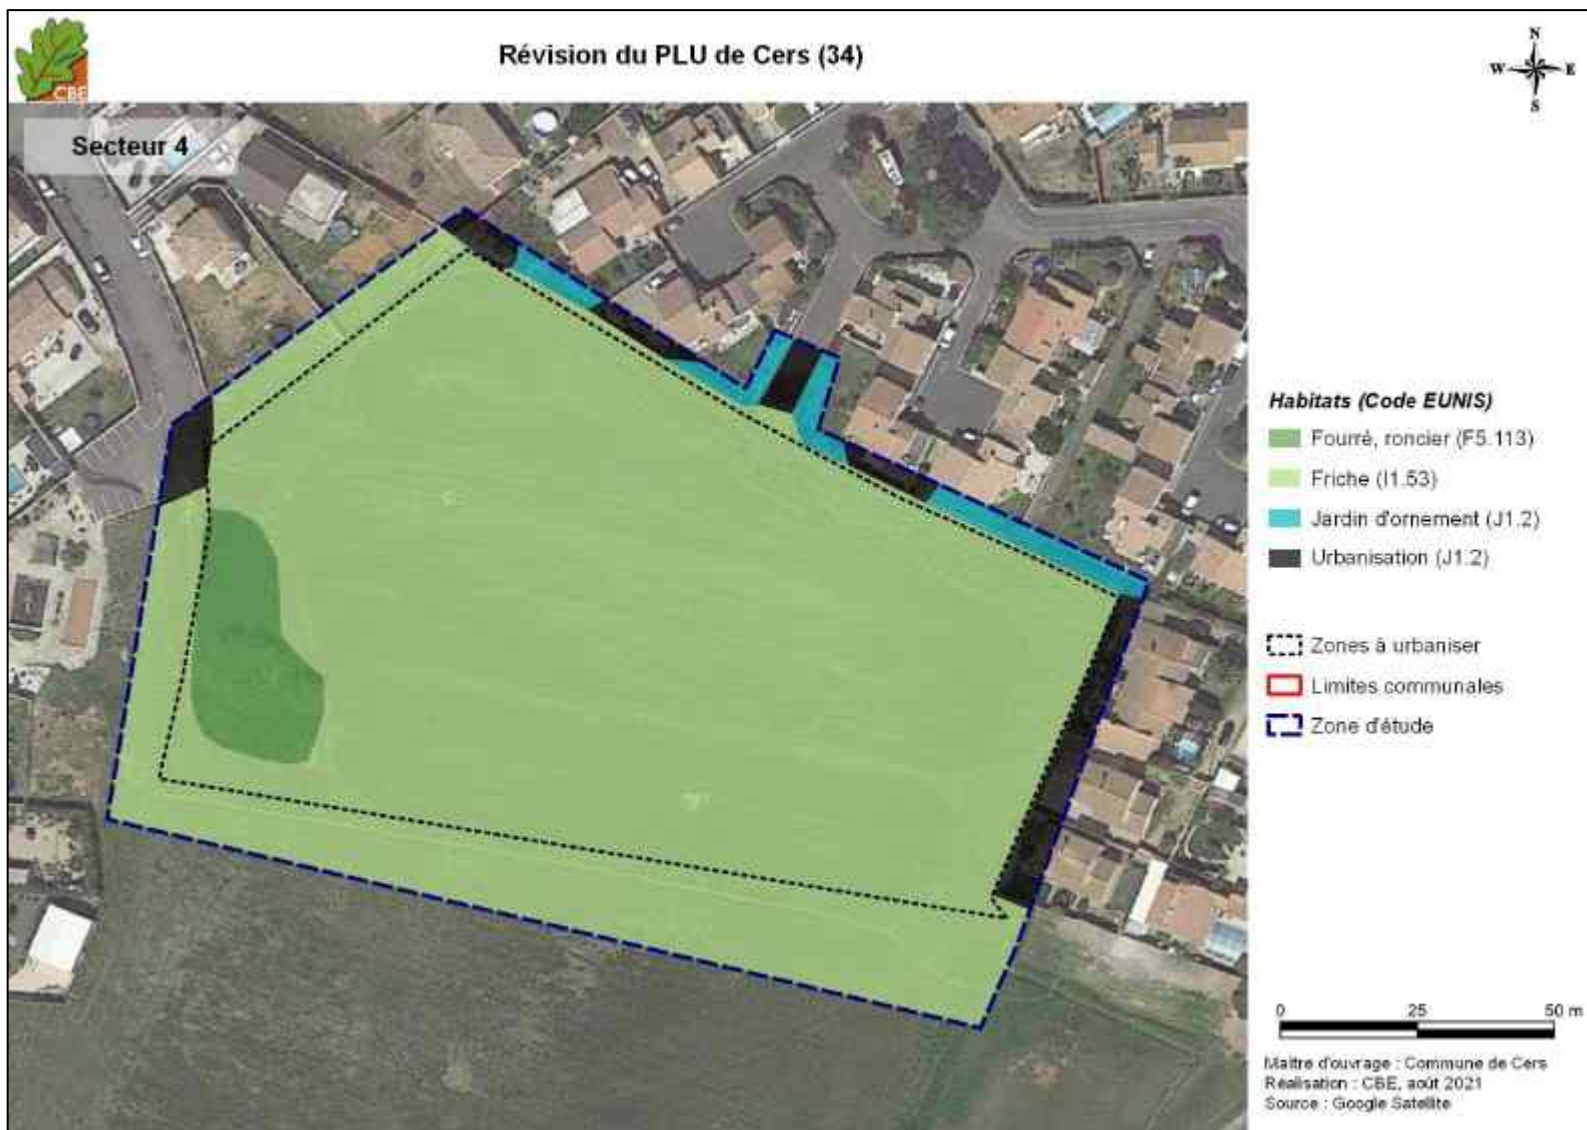 CBE
Révision du PLU de Cers (34)
N
W
E
S
Secteur 4
Habitats (Code EUNIS)
Fourré, roncier (F5.113)
Friche (I1.53)
Jardin d'ornement (J1.2)
Urbanisation (J1.2)
Zones à urbaniser
Limites communales
Zone d'étude
0 25 50 m
Maître d'ouvrage : Commune de Cers
Réalisation : CBE, août 2021
Source : Google Satellite